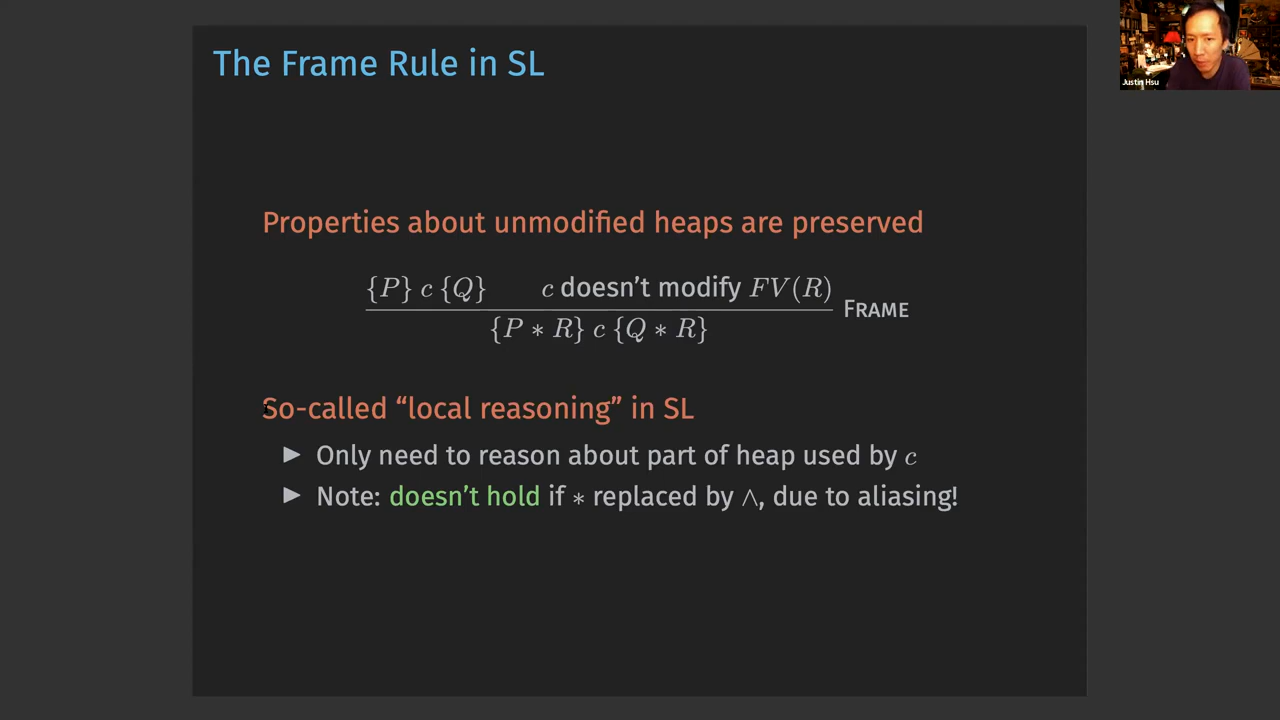 The Frame Rule in SL
Justin Hsu
Properties about unmodified heaps are preserved
{P} c {Q} c doesn't modify FV(R)
FRAME
{P ∗ R} c {Q ∗ R}
So-called “local reasoning” in SL
▶ Only need to reason about part of heap used by c
▶ Note: doesn't hold if ∗ replaced by ∧, due to aliasing!